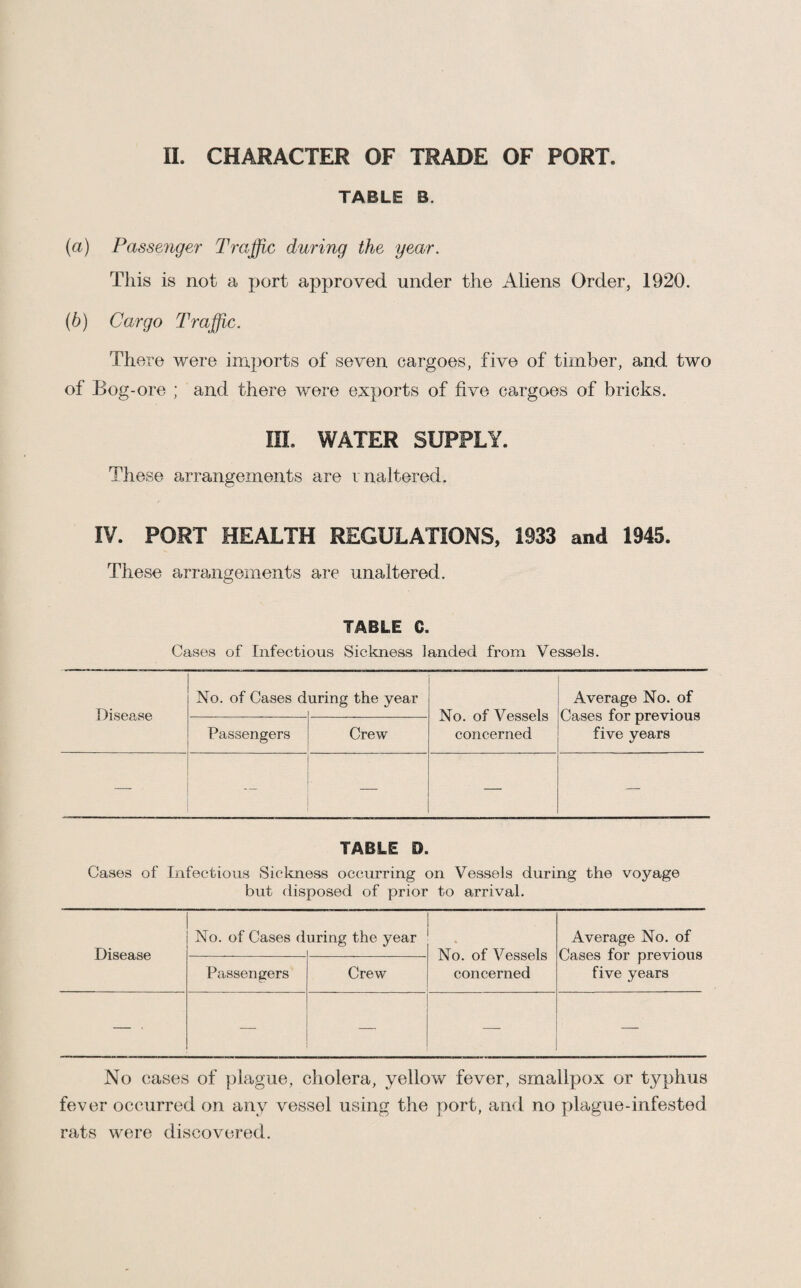 II. CHARACTER OF TRADE OF PORT.
TABLE B.
(a) Passenger Traffic during the year.
This is not a port approved under the Aliens Order, 1920.
(b) Cargo Traffic.
There were imports of seven cargoes, five of timber, and two
of Bog-ore ; and there were exports of five cargoes of bricks.
III. WATER SUPPLY.
These arrangements are unaltered.
IV. PORT HEALTH REGULATIONS, 1933 and 1945.
These arrangements are unaltered.
TABLE C.
Cases of Infectious Sickness landed from Vessels.
Disease
No. of Cases during the year
Passengers
Crew
No. of Vessels
concerned
Average No. of
Cases for previous
five years
— — — — —
TABLE D.
Cases of Infectious Sickness occurring on Vessels during the voyage
but disposed of prior to arrival.
Disease
No. of Cases during the year
Passengers
Crew
No. of Vessels
concerned
Average No. of
Cases for previous
five years
— — — — —
No cases of plague, cholera, yellow fever, smallpox or typhus
fever occurred on any vessel using the port, and no plague-infested
rats were discovered.